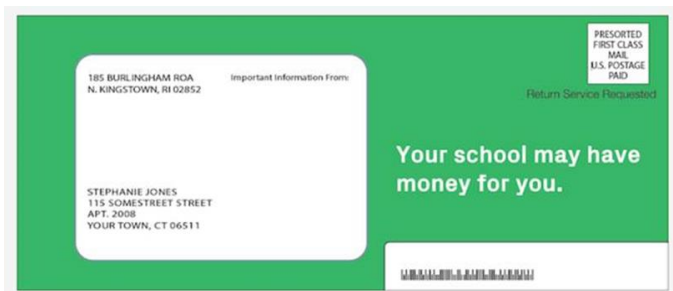 PRESORTED
FIRST CLASS
MAIL
U.S. POSTAGE
PAID
Return Service Requested
185 BURLINGHAM ROA
N. KINGSTOWN, RI 02852
Important Information From:
Your school may have
money for you.
STEPHANIE JONES
115 SOMESTREET STREET
APT. 2008
YOUR TOWN, CT 06511